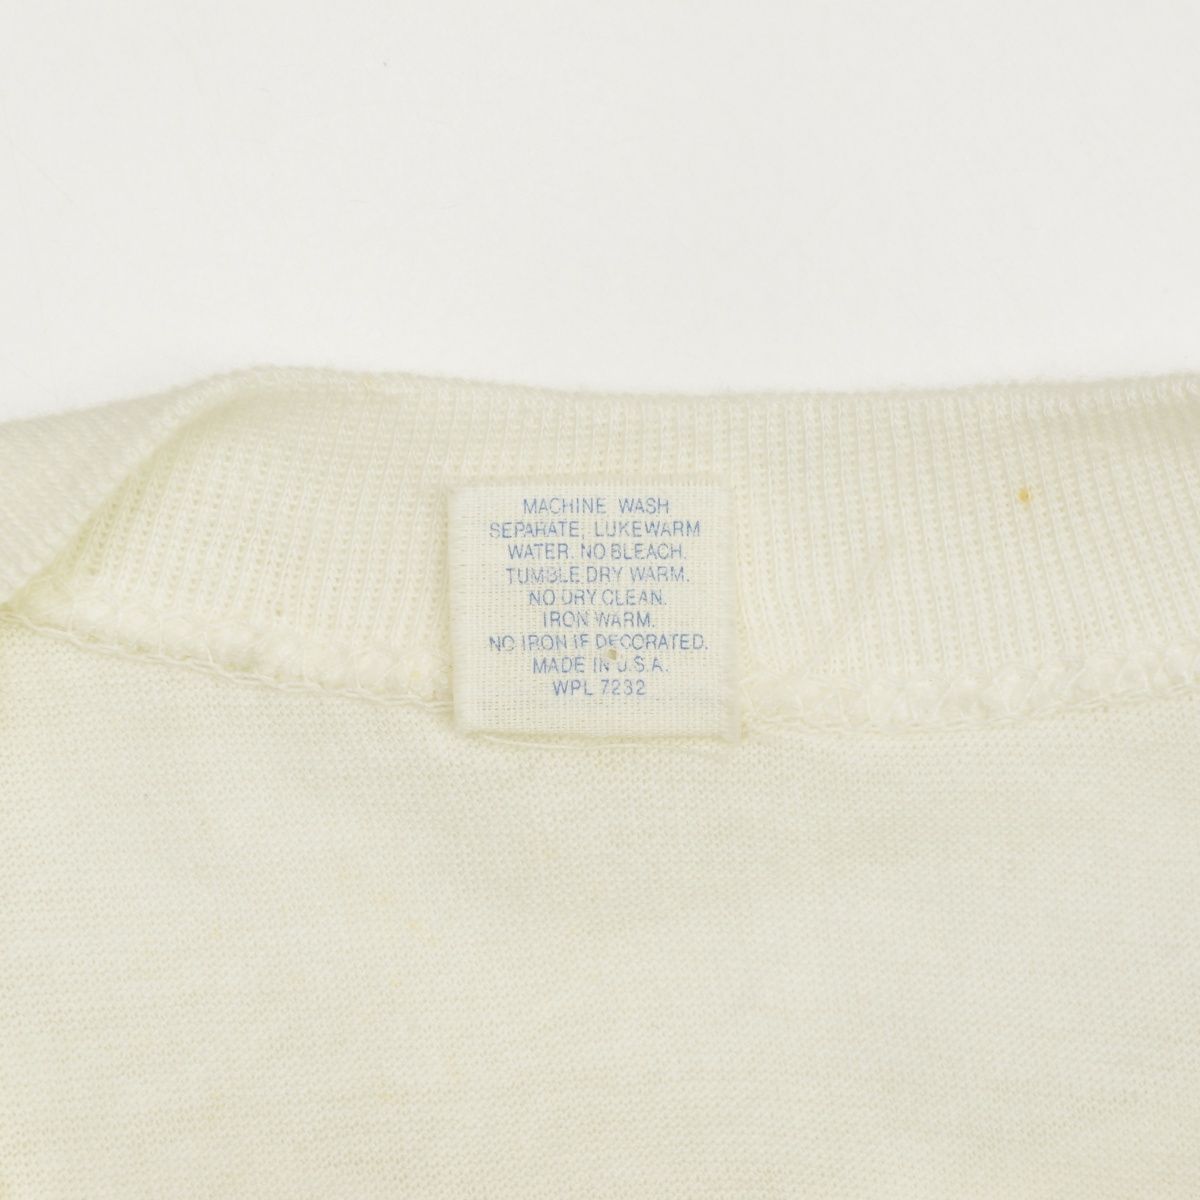 MACHINE WASH
SEPARATE, LUKEWARM
WATER. NO BLEACH.
TUMBLE DRY WARM.
NO DRY CLEAN.
IRON WARM.
NO IRON IF DECORATED.
MADE IN U.S.A.
WPL 7232